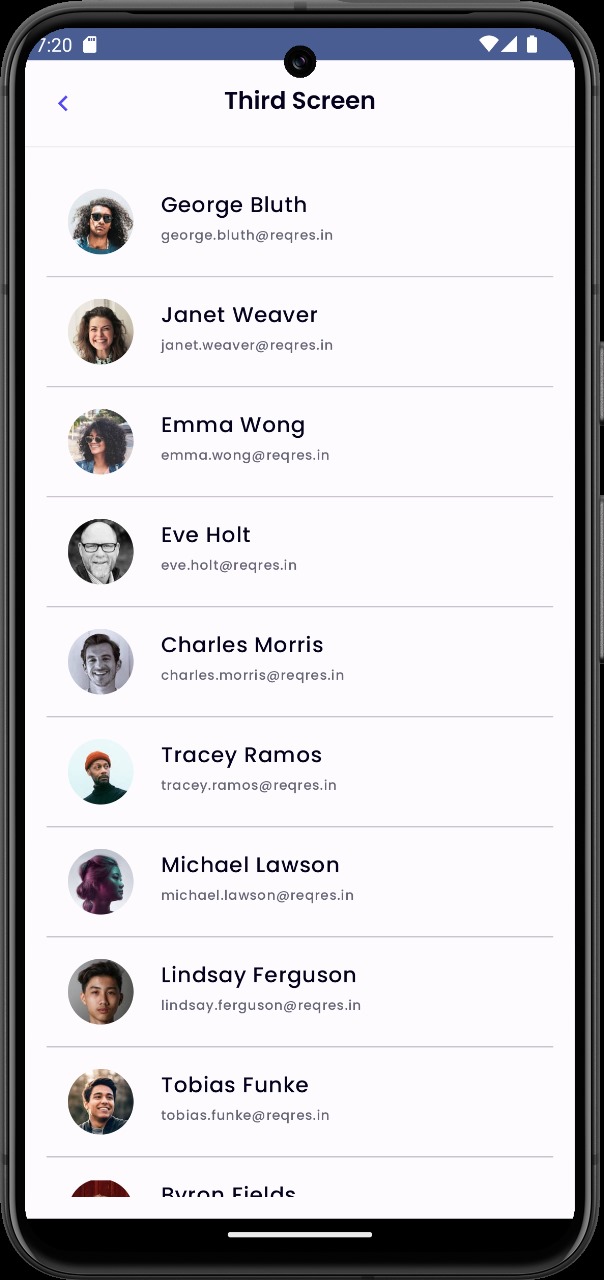 7:20
Third Screen
George Bluth
george.bluth@reqres.in
Janet Weaver
janet.weaver@reqres.in
Emma Wong
emma.wong@reqres.in
Eve Holt
eve.holt@reqres.in
Charles Morris
charles.morris@reqres.in
Tracey Ramos
tracey.ramos@reqres.in
Michael Lawson
michael.lawson@reqres.in
Lindsay Ferguson
lindsay.ferguson@reqres.in
Tobias Funke
tobias.funke@reqres.in
Byron Fields